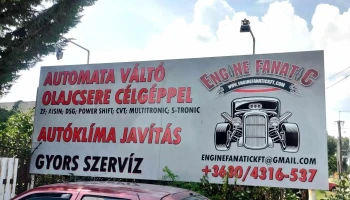 AUTOMATA VÁLTÓ
OLAJCSERE CÉLGÉPPEL
ZF; AISIN; DSG; POWER SHIFT; CVT; MULTITRONIC; S-TRONIC
AUTÓKLÍMA JAVÍTÁS
GYORS SZERVÍZ
ENGINE FANATIC
WWW.ENGINEFANATICKFT.COM
ENGINEFANATICKFT@GMAIL.COM
+3630/4316-537